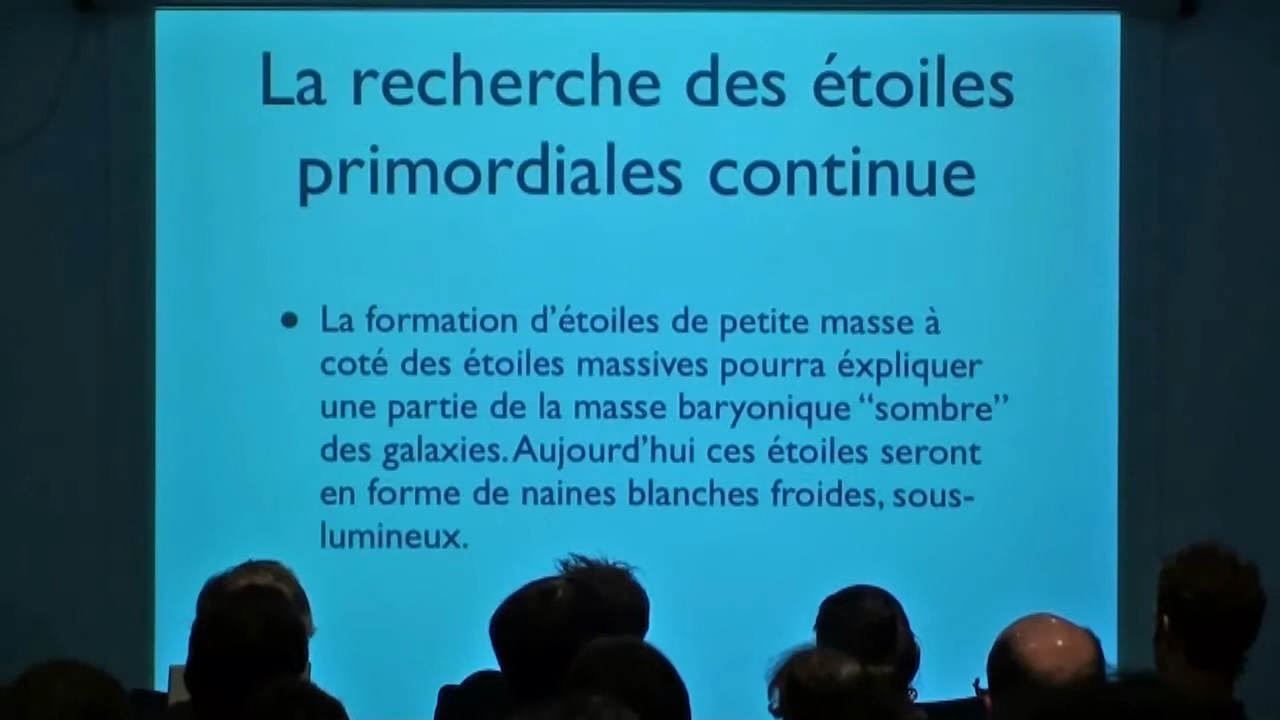 La recherche des étoiles
primordiales continue
• La formation d’étoiles de petite masse à
coté des étoiles massives pourra éxpliquer
une partie de la masse baryonique “sombre”
des galaxies. Aujourd’hui ces étoiles seront
en forme de naines blanches froides, sous-
lumineux.